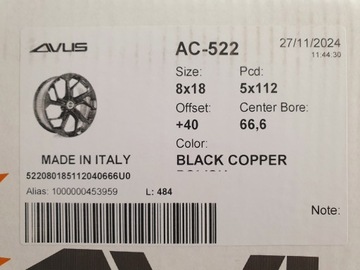 AVUS
AC-522
27/11/2024
11:44:30
Size:
Pcd:
8x18
5x112
Offset:
Center Bore:
+40
66,6
Color:
MADE IN ITALY
BLACK COPPER
522080185112040666U0
Alias: 1000000453959
L: 484
Note: